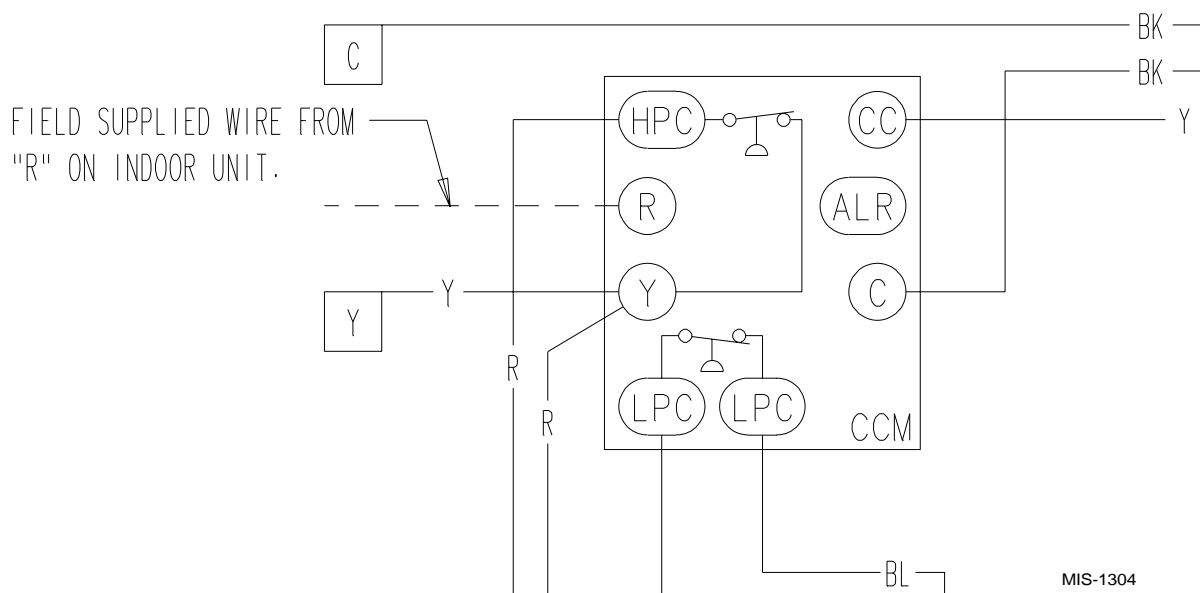 BK
C
BK
FIELD SUPPLIED WIRE FROM
"R" ON INDOOR UNIT.
HPC
CC
Y
R
ALR
Y
Y
C
Y
R
R
LPC
LPC
CCM
BL
MIS-1304